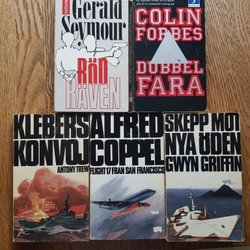 Gerald
Seymour
RÖD
RÄVEN
COLIN
FORBES
DUBBEL
FARA
KLEBERS
KONVOJ
ANTONY TREW
ALFRED
COPPEL
FLIGHT 17 FRÅN SAN FRANCISCO
SKEPP MOT
NYA ÖDEN
GWYN GRIFFIN